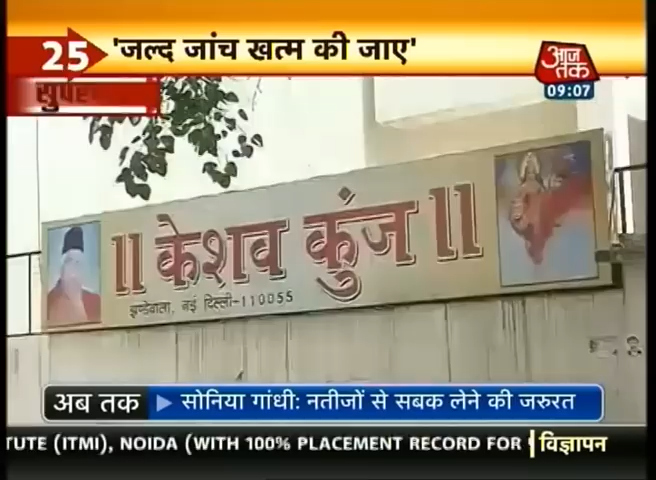 25 'जल्द जांच खत्म की जाए'
आज तक
09:07
॥ केशव कुंज ॥
झण्डेवाला, नई दिल्ली-110055
अब तक सोनिया गांधी: नतीजों से सबक लेने की जरुरत
TUTE (ITMI), NOIDA (WITH 100% PLACEMENT RECORD FOR विज्ञापन